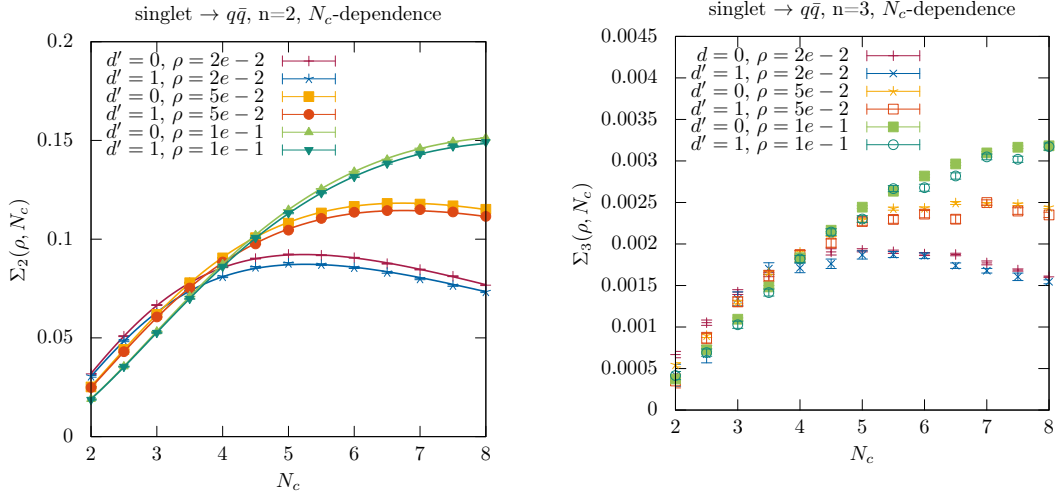 singlet → qq̄, n=2, N_c-dependence
0.2
0.15
0.1
0.05
0
Σ₂(ρ, N_c)
d′ = 0, ρ = 2e − 2
d′ = 1, ρ = 2e − 2
d′ = 0, ρ = 5e − 2
d′ = 1, ρ = 5e − 2
d′ = 0, ρ = 1e − 1
d′ = 1, ρ = 1e − 1
2 3 4 5 6 7 8
N_c
singlet → qq̄, n=3, N_c-dependence
0.0045
0.004
0.0035
0.003
0.0025
0.002
0.0015
0.001
0.0005
0
Σ₃(ρ, N_c)
d = 0, ρ = 2e − 2
d′ = 1, ρ = 2e − 2
d′ = 0, ρ = 5e − 2
d′ = 1, ρ = 5e − 2
d′ = 0, ρ = 1e − 1
d′ = 1, ρ = 1e − 1
2 3 4 5 6 7 8
N_c